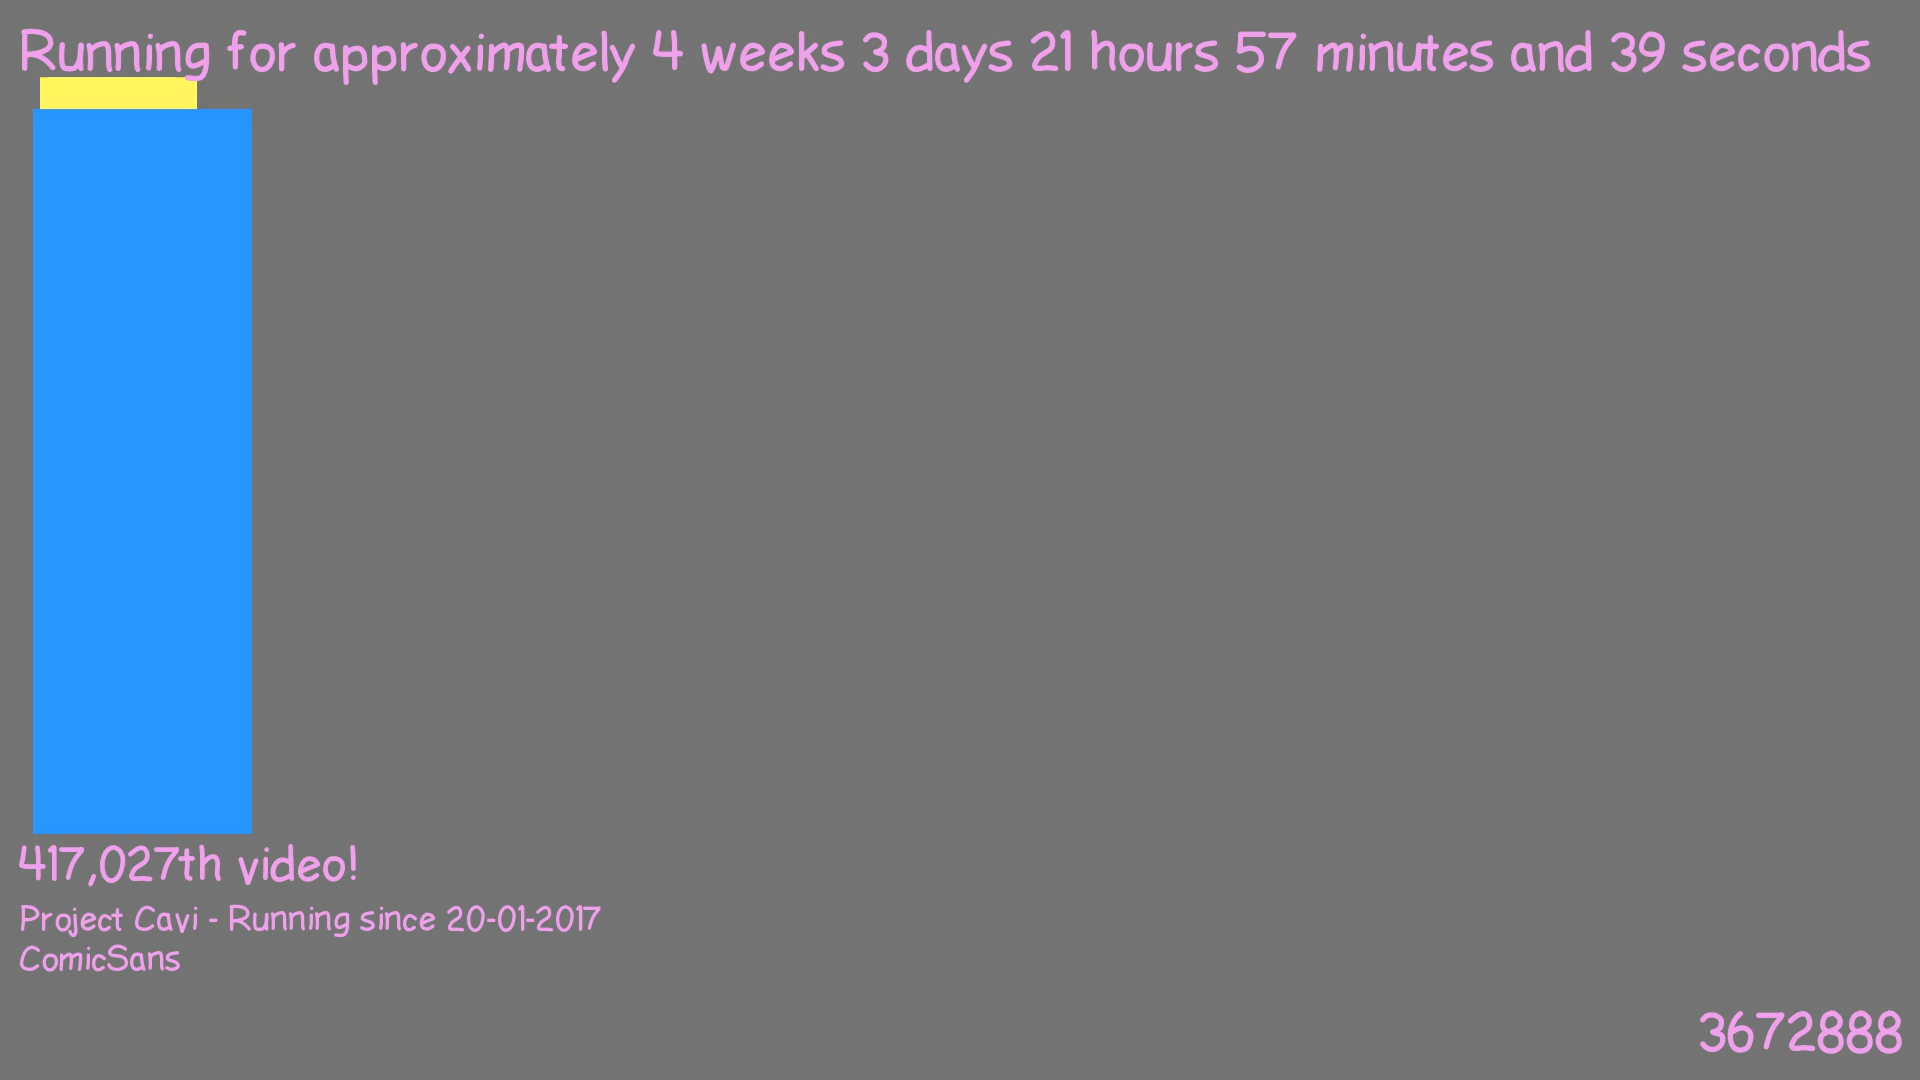 Running for approximately 4 weeks 3 days 21 hours 57 minutes and 39 seconds
417,027th video!
Project Cavi - Running since 20-01-2017
ComicSans
3672888